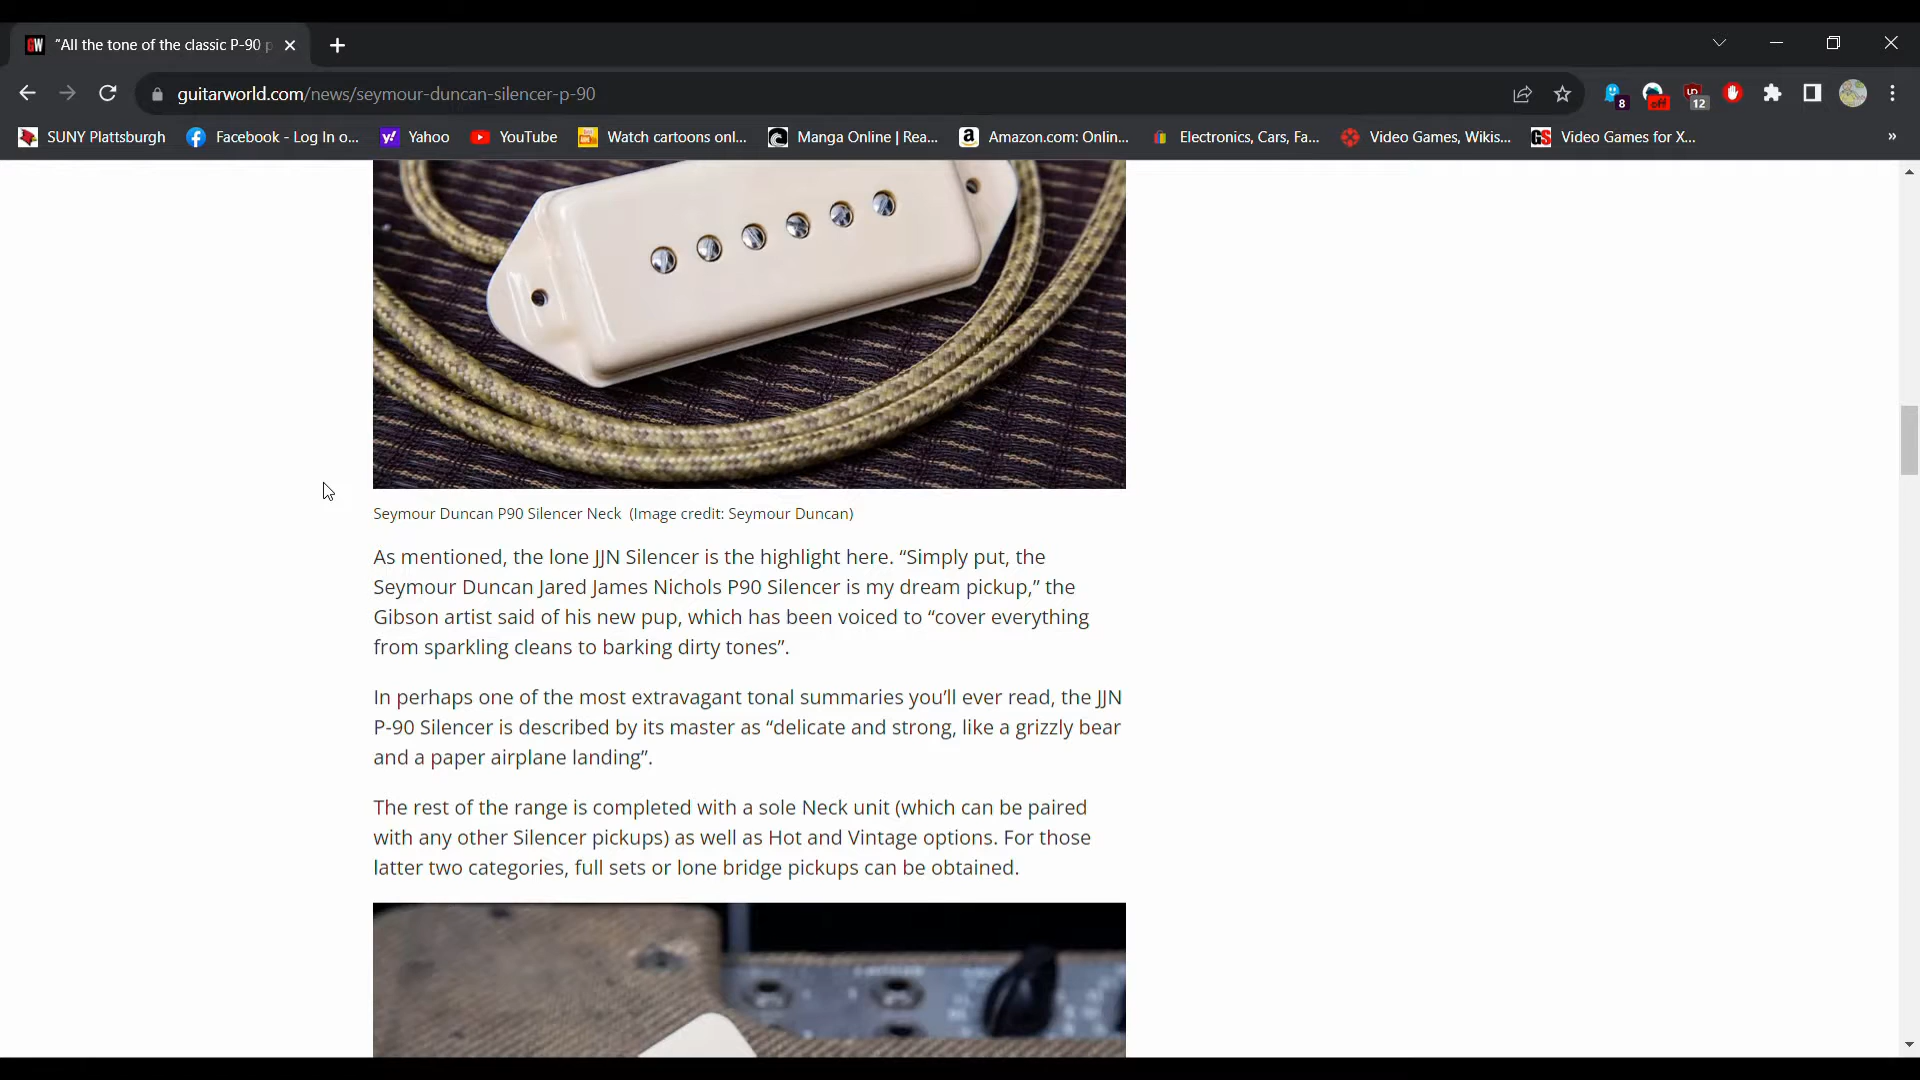 "All the tone of the classic P-90 p
guitarworld.com/news/seymour-duncan-silencer-p-90
8
off
12
SUNY Plattsburgh
Facebook - Log In o...
Yahoo
YouTube
Watch cartoons onl...
Manga Online | Rea...
Amazon.com: Onlin...
Electronics, Cars, Fa...
Video Games, Wikis...
Video Games for X...
»
Seymour Duncan P90 Silencer Neck (Image credit: Seymour Duncan)
As mentioned, the lone JJN Silencer is the highlight here. “Simply put, the
Seymour Duncan Jared James Nichols P90 Silencer is my dream pickup,” the
Gibson artist said of his new pup, which has been voiced to “cover everything
from sparkling cleans to barking dirty tones”.
In perhaps one of the most extravagant tonal summaries you’ll ever read, the JJN
P-90 Silencer is described by its master as “delicate and strong, like a grizzly bear
and a paper airplane landing”.
The rest of the range is completed with a sole Neck unit (which can be paired
with any other Silencer pickups) as well as Hot and Vintage options. For those
latter two categories, full sets or lone bridge pickups can be obtained.